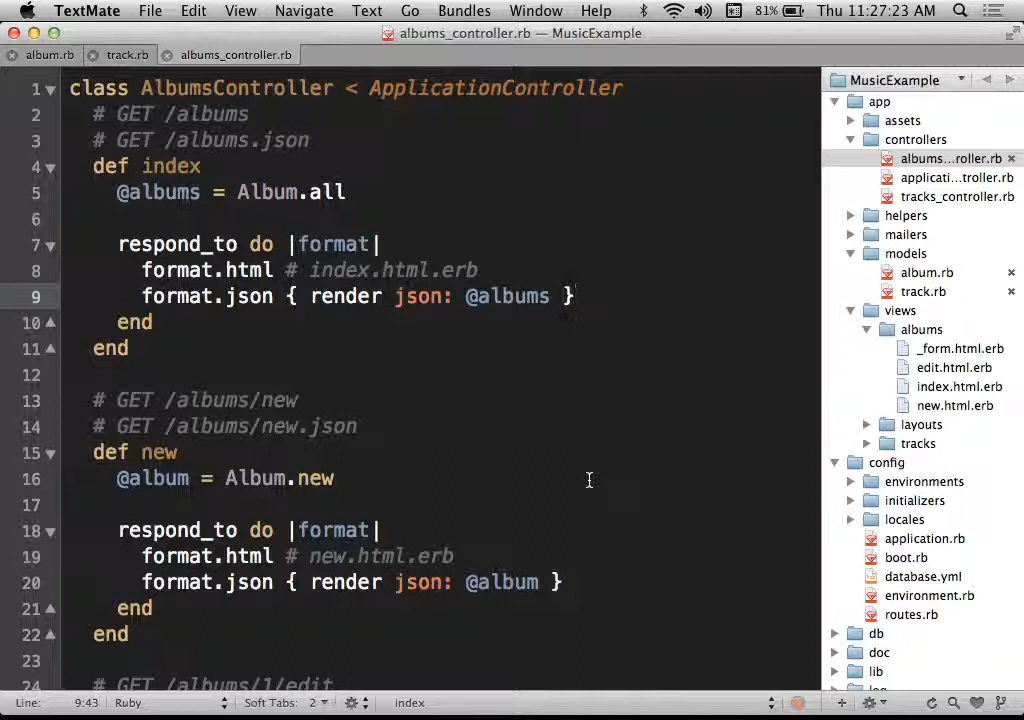 TextMate File Edit View Navigate Text Go Bundles Window Help 81% Thu 11:27:23 AM
albums_controller.rb — MusicExample
album.rb track.rb albums_controller.rb
1 class AlbumsController < ApplicationController
2 # GET /albums
3 # GET /albums.json
4 def index
5 @albums = Album.all
6
7 respond_to do |format|
8 format.html # index.html.erb
9 format.json { render json: @albums }
10 end
11 end
12
13 # GET /albums/new
14 # GET /albums/new.json
15 def new
16 @album = Album.new
17
18 respond_to do |format|
19 format.html # new.html.erb
20 format.json { render json: @album }
21 end
22 end
23
24 # GET /albums/1/edit
MusicExample
app
assets
controllers
albums...roller.rb
applicati...troller.rb
tracks_controller.rb
helpers
mailers
models
album.rb
track.rb
views
albums
_form.html.erb
edit.html.erb
index.html.erb
new.html.erb
layouts
tracks
config
environments
initializers
locales
application.rb
boot.rb
database.yml
environment.rb
routes.rb
db
doc
lib
log
Line: 9:43 Ruby Soft Tabs: 2 index